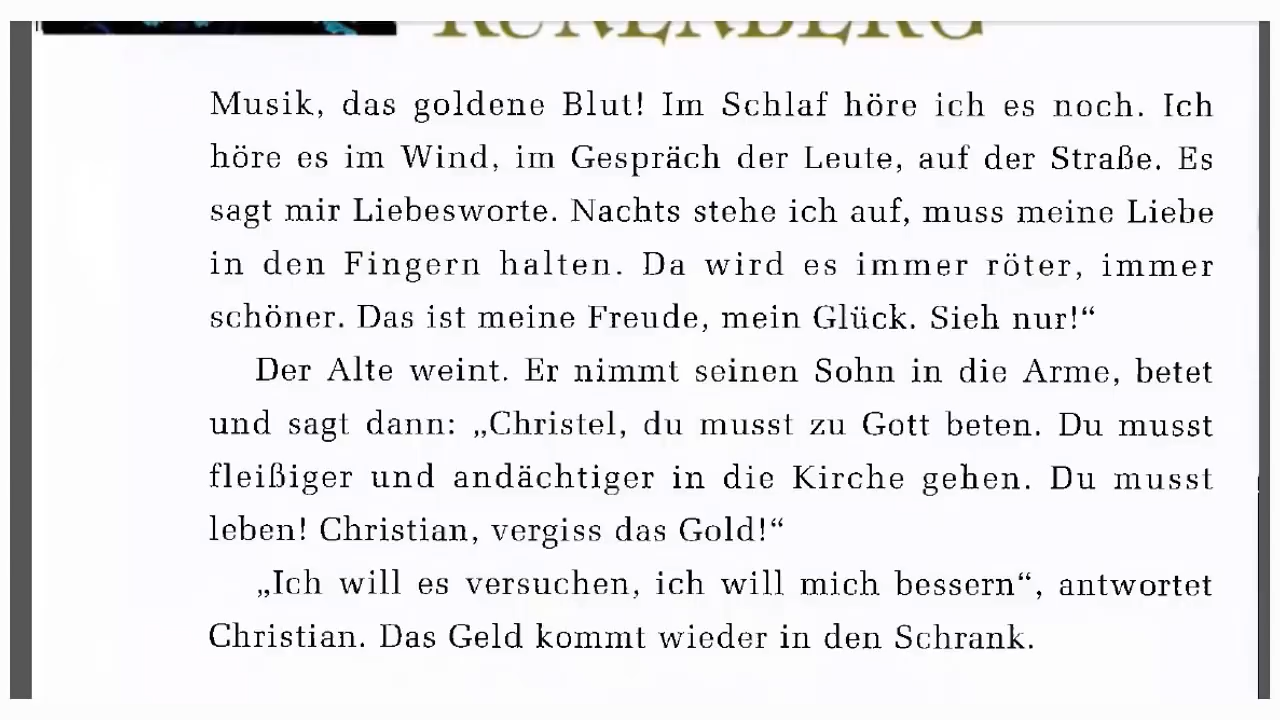 RUNENBERG
Musik, das goldene Blut! Im Schlaf höre ich es noch. Ich
höre es im Wind, im Gespräch der Leute, auf der Straße. Es
sagt mir Liebesworte. Nachts stehe ich auf, muss meine Liebe
in den Fingern halten. Da wird es immer röter, immer
schöner. Das ist meine Freude, mein Glück. Sieh nur!“
Der Alte weint. Er nimmt seinen Sohn in die Arme, betet
und sagt dann: „Christel, du musst zu Gott beten. Du musst
fleißiger und andächtiger in die Kirche gehen. Du musst
leben! Christian, vergiss das Gold!“
„Ich will es versuchen, ich will mich bessern“, antwortet
Christian. Das Geld kommt wieder in den Schrank.